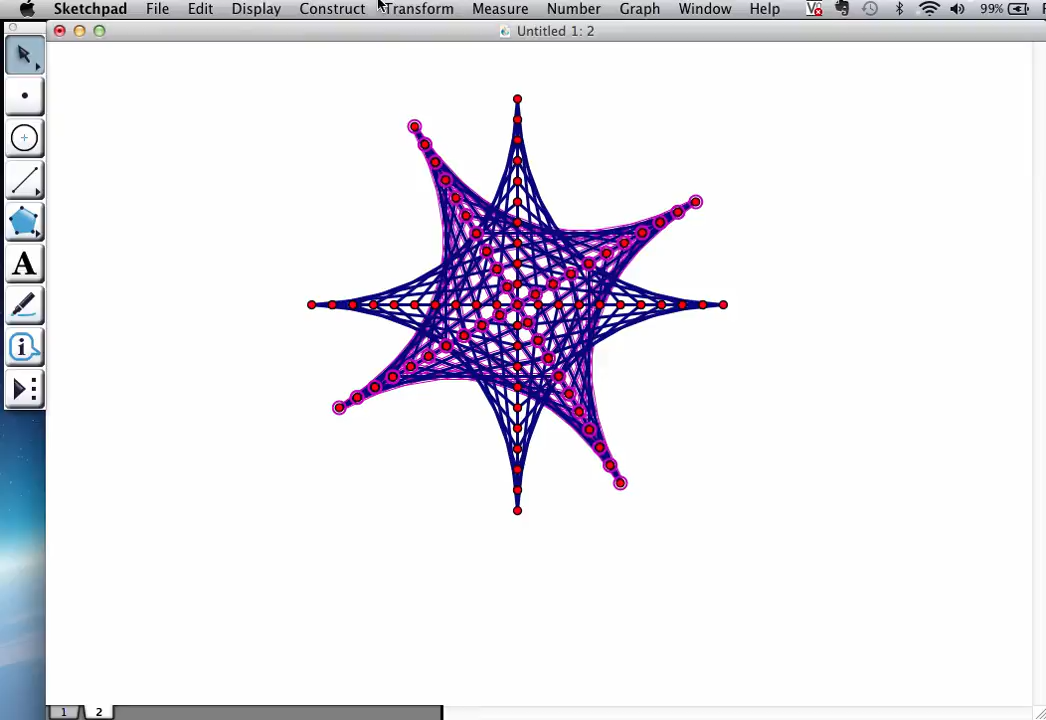 Sketchpad File Edit Display Construct Transform Measure Number Graph Window Help 99%
Untitled 1: 2
A
i
1 2